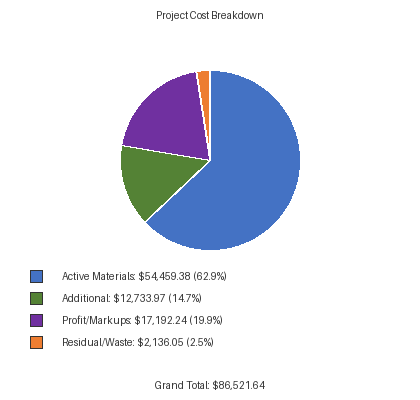 Project Cost Breakdown
Active Materials: $54,459.38 (62.9%)
Additional: $12,733.97 (14.7%)
Profit/Markups: $17,192.24 (19.9%)
Residual/Waste: $2,136.05 (2.5%)
Grand Total: $86,521.64